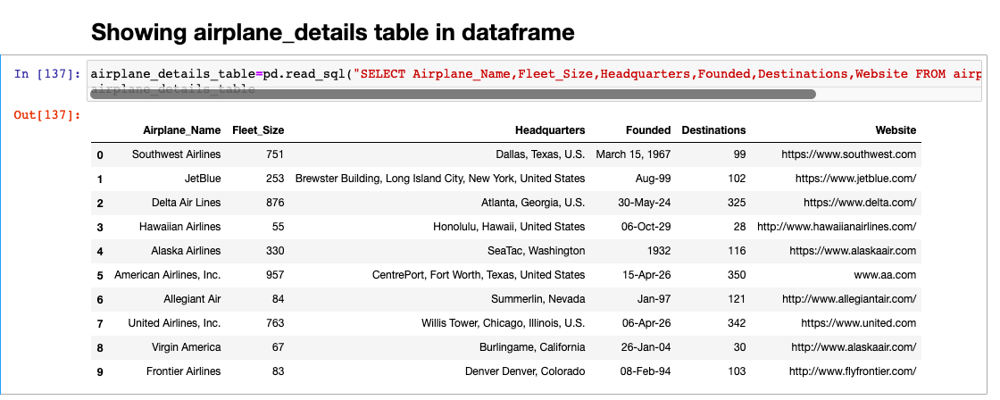 Showing airplane_details table in dataframe
In [137]: airplane_details_table=pd.read_sql("SELECT Airplane_Name,Fleet_Size,Headquarters,Founded,Destinations,Website FROM airp
airplane_details_table
Out[137]:
Airplane_Name Fleet_Size Headquarters Founded Destinations Website
0 Southwest Airlines 751 Dallas, Texas, U.S. March 15, 1967 99 https://www.southwest.com
1 JetBlue 253 Brewster Building, Long Island City, New York, United States Aug-99 102 https://www.jetblue.com/
2 Delta Air Lines 876 Atlanta, Georgia, U.S. 30-May-24 325 https://www.delta.com/
3 Hawaiian Airlines 55 Honolulu, Hawaii, United States 06-Oct-29 28 http://www.hawaiianairlines.com/
4 Alaska Airlines 330 SeaTac, Washington 1932 116 https://www.alaskaair.com
5 American Airlines, Inc. 957 CentrePort, Fort Worth, Texas, United States 15-Apr-26 350 www.aa.com
6 Allegiant Air 84 Summerlin, Nevada Jan-97 121 http://www.allegiantair.com/
7 United Airlines, Inc. 763 Willis Tower, Chicago, Illinois, U.S. 06-Apr-26 342 https://www.united.com
8 Virgin America 67 Burlingame, California 26-Jan-04 30 http://www.alaskaair.com/
9 Frontier Airlines 83 Denver Denver, Colorado 08-Feb-94 103 http://www.flyfrontier.com/